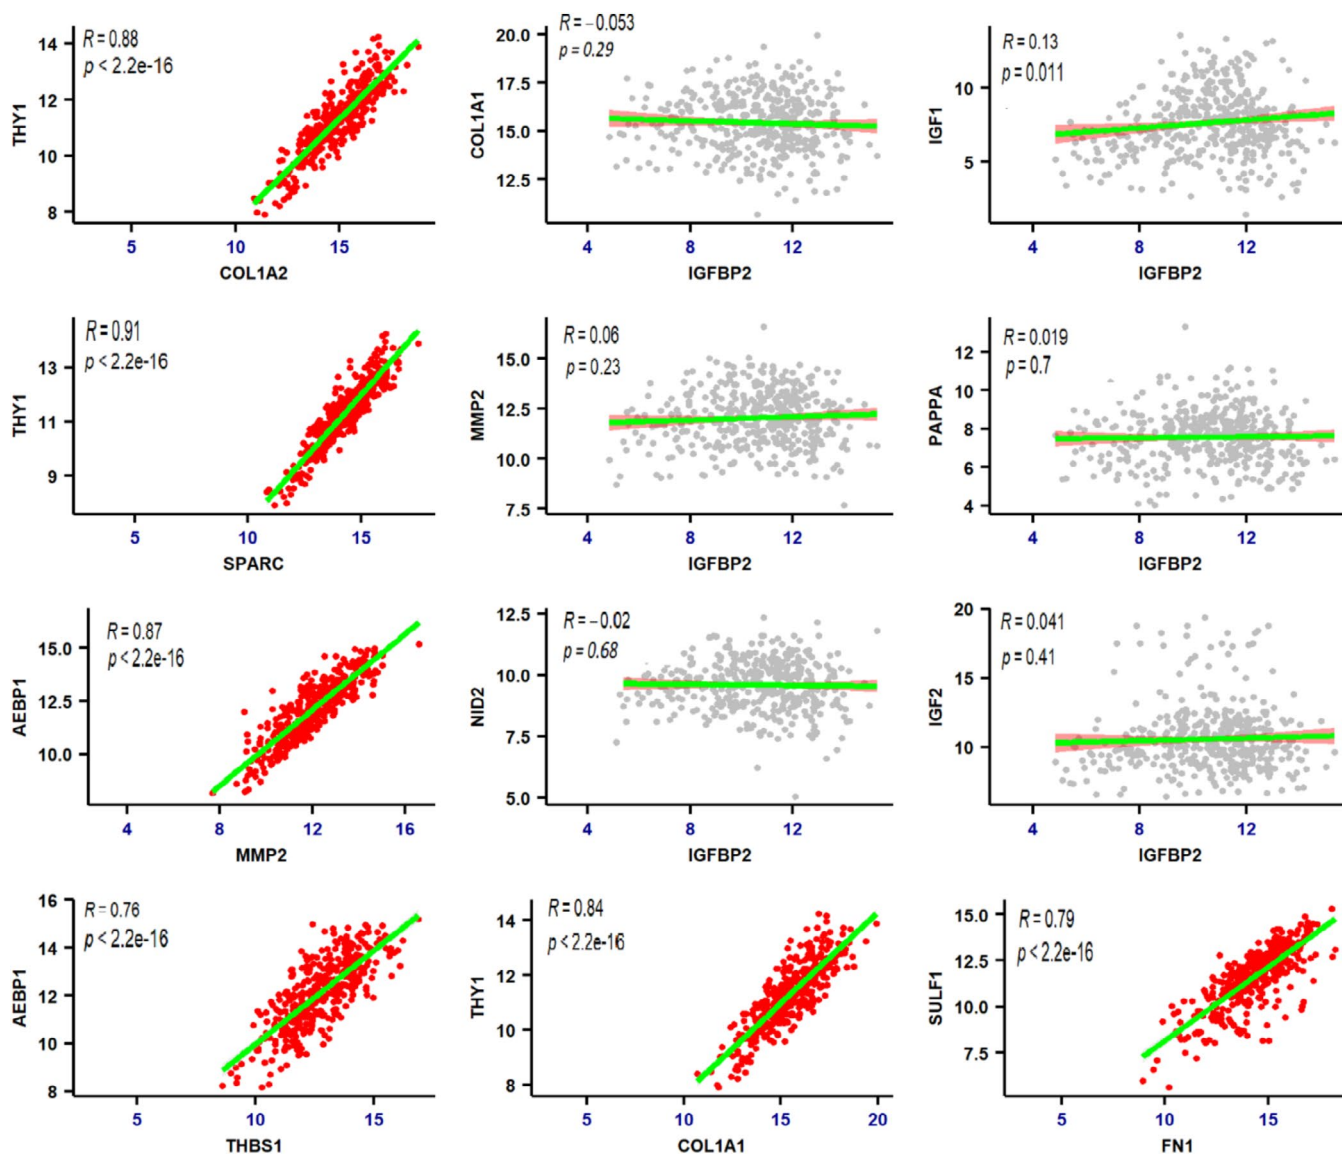 R = 0.88
p < 2.2e-16
THY1
14
12
10
8
5
10
15
COL1A2
R = −0.053
p = 0.29
COL1A1
20.0
17.5
15.0
12.5
4
8
12
IGFBP2
R = 0.13
p = 0.011
IGF1
10
5
4
8
12
IGFBP2
R = 0.91
p < 2.2e-16
THY1
13
11
9
5
10
15
SPARC
R = 0.06
p = 0.23
MMP2
15.0
12.5
10.0
7.5
4
8
12
IGFBP2
R = 0.019
p = 0.7
PAPPA
12
10
8
6
4
4
8
12
IGFBP2
R = 0.87
p < 2.2e-16
AEBP1
15.0
12.5
10.0
4
8
12
16
MMP2
R = −0.02
p = 0.68
NID2
12.5
10.0
7.5
5.0
4
8
12
IGFBP2
R = 0.041
p = 0.41
IGF2
20
15
10
4
8
12
IGFBP2
R = 0.76
p < 2.2e-16
AEBP1
16
14
12
10
8
5
10
15
THBS1
R = 0.84
p < 2.2e-16
THY1
14
12
10
8
5
10
15
20
COL1A1
R = 0.79
p < 2.2e-16
SULF1
15.0
12.5
10.0
7.5
5
10
15
FN1